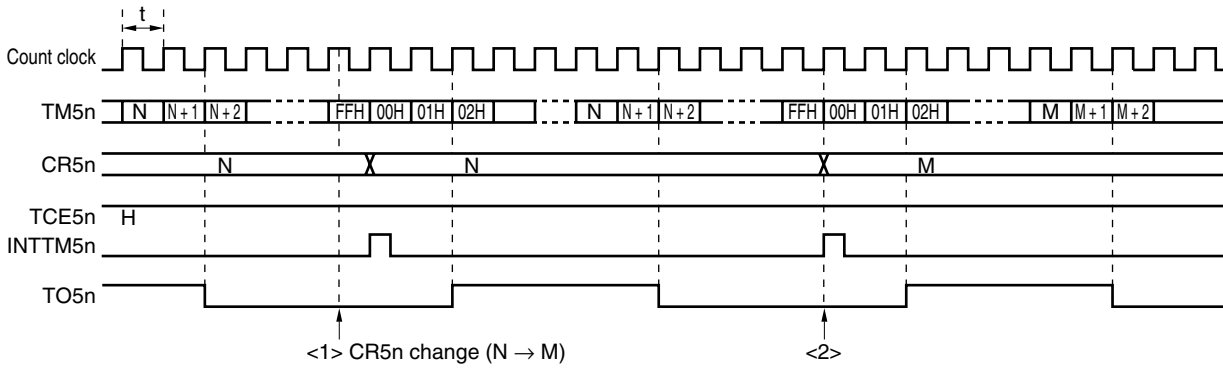 t
Count clock
TM5n N N + 1 N + 2 FFH 00H 01H 02H N N + 1 N + 2 FFH 00H 01H 02H M M + 1 M + 2
CR5n N N M
TCE5n H
INTTM5n
TO5n
<1> CR5n change (N → M) <2>